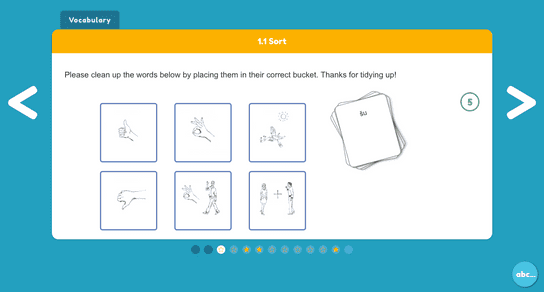 Vocabulary
1.1 Sort
Please clean up the words below by placing them in their correct bucket. Thanks for tidying up!
5
abc...